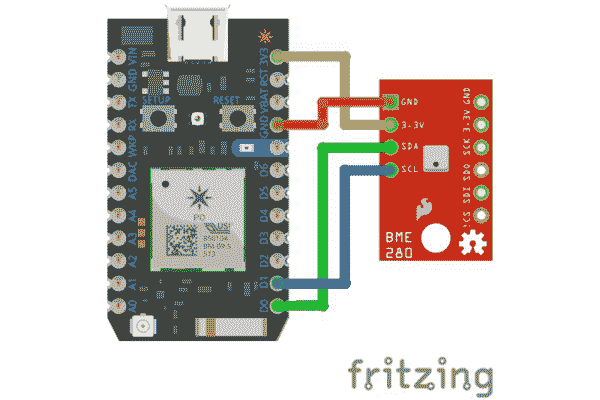 VIN
GND
TX
RX
WKP
DAC
A5
A4
A3
A2
A1
A0
SETUP
RESET
3V3
RST
VBAT
GND
D6
D5
D4
D3
D2
D1
D0
PØ
USI
GND
3.3V
SDA
SCL
GND
3.3V
SCK
SDO
SDI
!CS
BME
280
fritzing